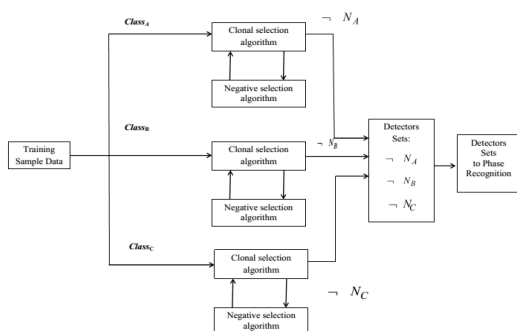 Class_A
Clonal selection
algorithm
¬ N_A
Negative selection
algorithm
Training
Sample Data
Class_B
Clonal selection
algorithm
¬ N_B
Negative selection
algorithm
Class_C
Clonal selection
algorithm
¬ N_C
Negative selection
algorithm
Detectors
Sets:
¬ N_A
¬ N_B
¬ N_C
Detectors
Sets
to Phase
Recognition